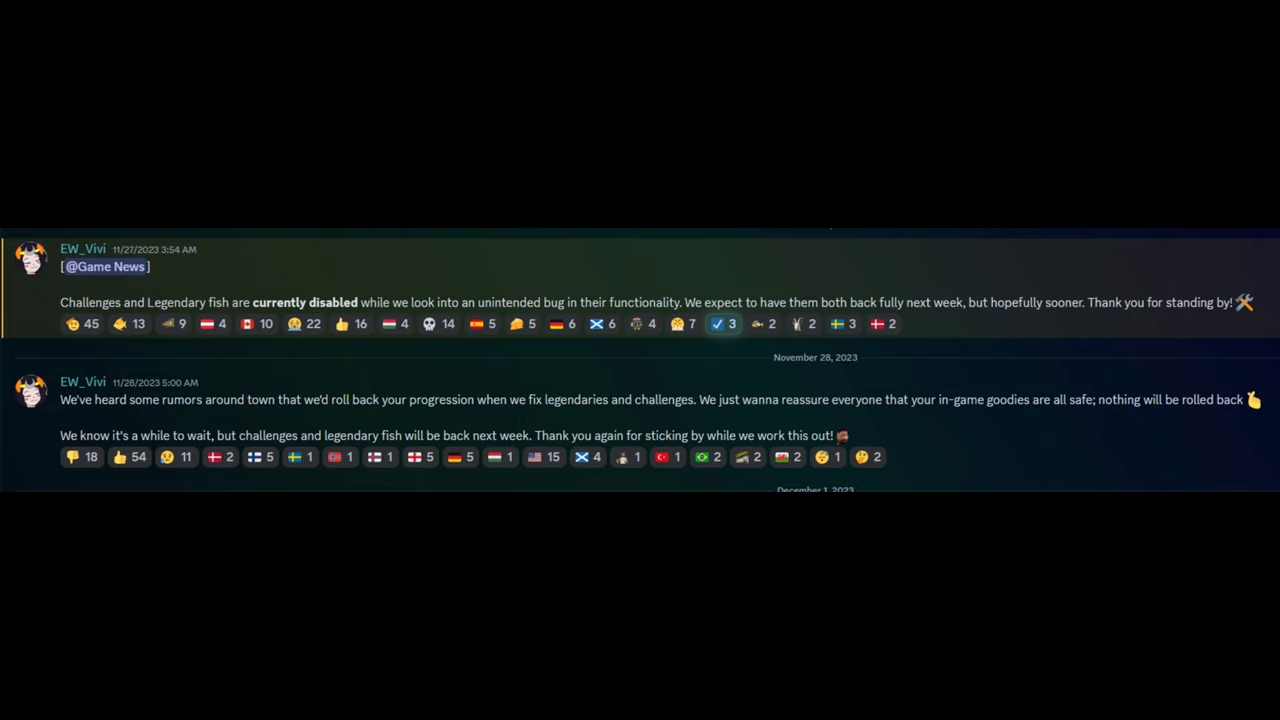 EW_Vivi 11/27/2023 3:54 AM
[@Game News]
Challenges and Legendary fish are currently disabled while we look into an unintended bug in their functionality. We expect to have them both back fully next week, but hopefully sooner. Thank you for standing by!
45 13 9 4 10 22 16 4 14 5 5 6 6 4 7 3 2 2 3 2
November 28, 2023
EW_Vivi 11/28/2023 5:00 AM
We've heard some rumors around town that we'd roll back your progression when we fix legendaries and challenges. We just wanna reassure everyone that your in-game goodies are all safe; nothing will be rolled back
We know it's a while to wait, but challenges and legendary fish will be back next week. Thank you again for sticking by while we work this out!
18 54 11 2 5 1 1 1 5 5 1 15 4 1 1 2 2 2 1 2
December 1, 2023